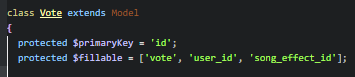 class Vote extends Model
{
protected $primaryKey = 'id';
protected $fillable = ['vote', 'user_id', 'song_effect_id'];